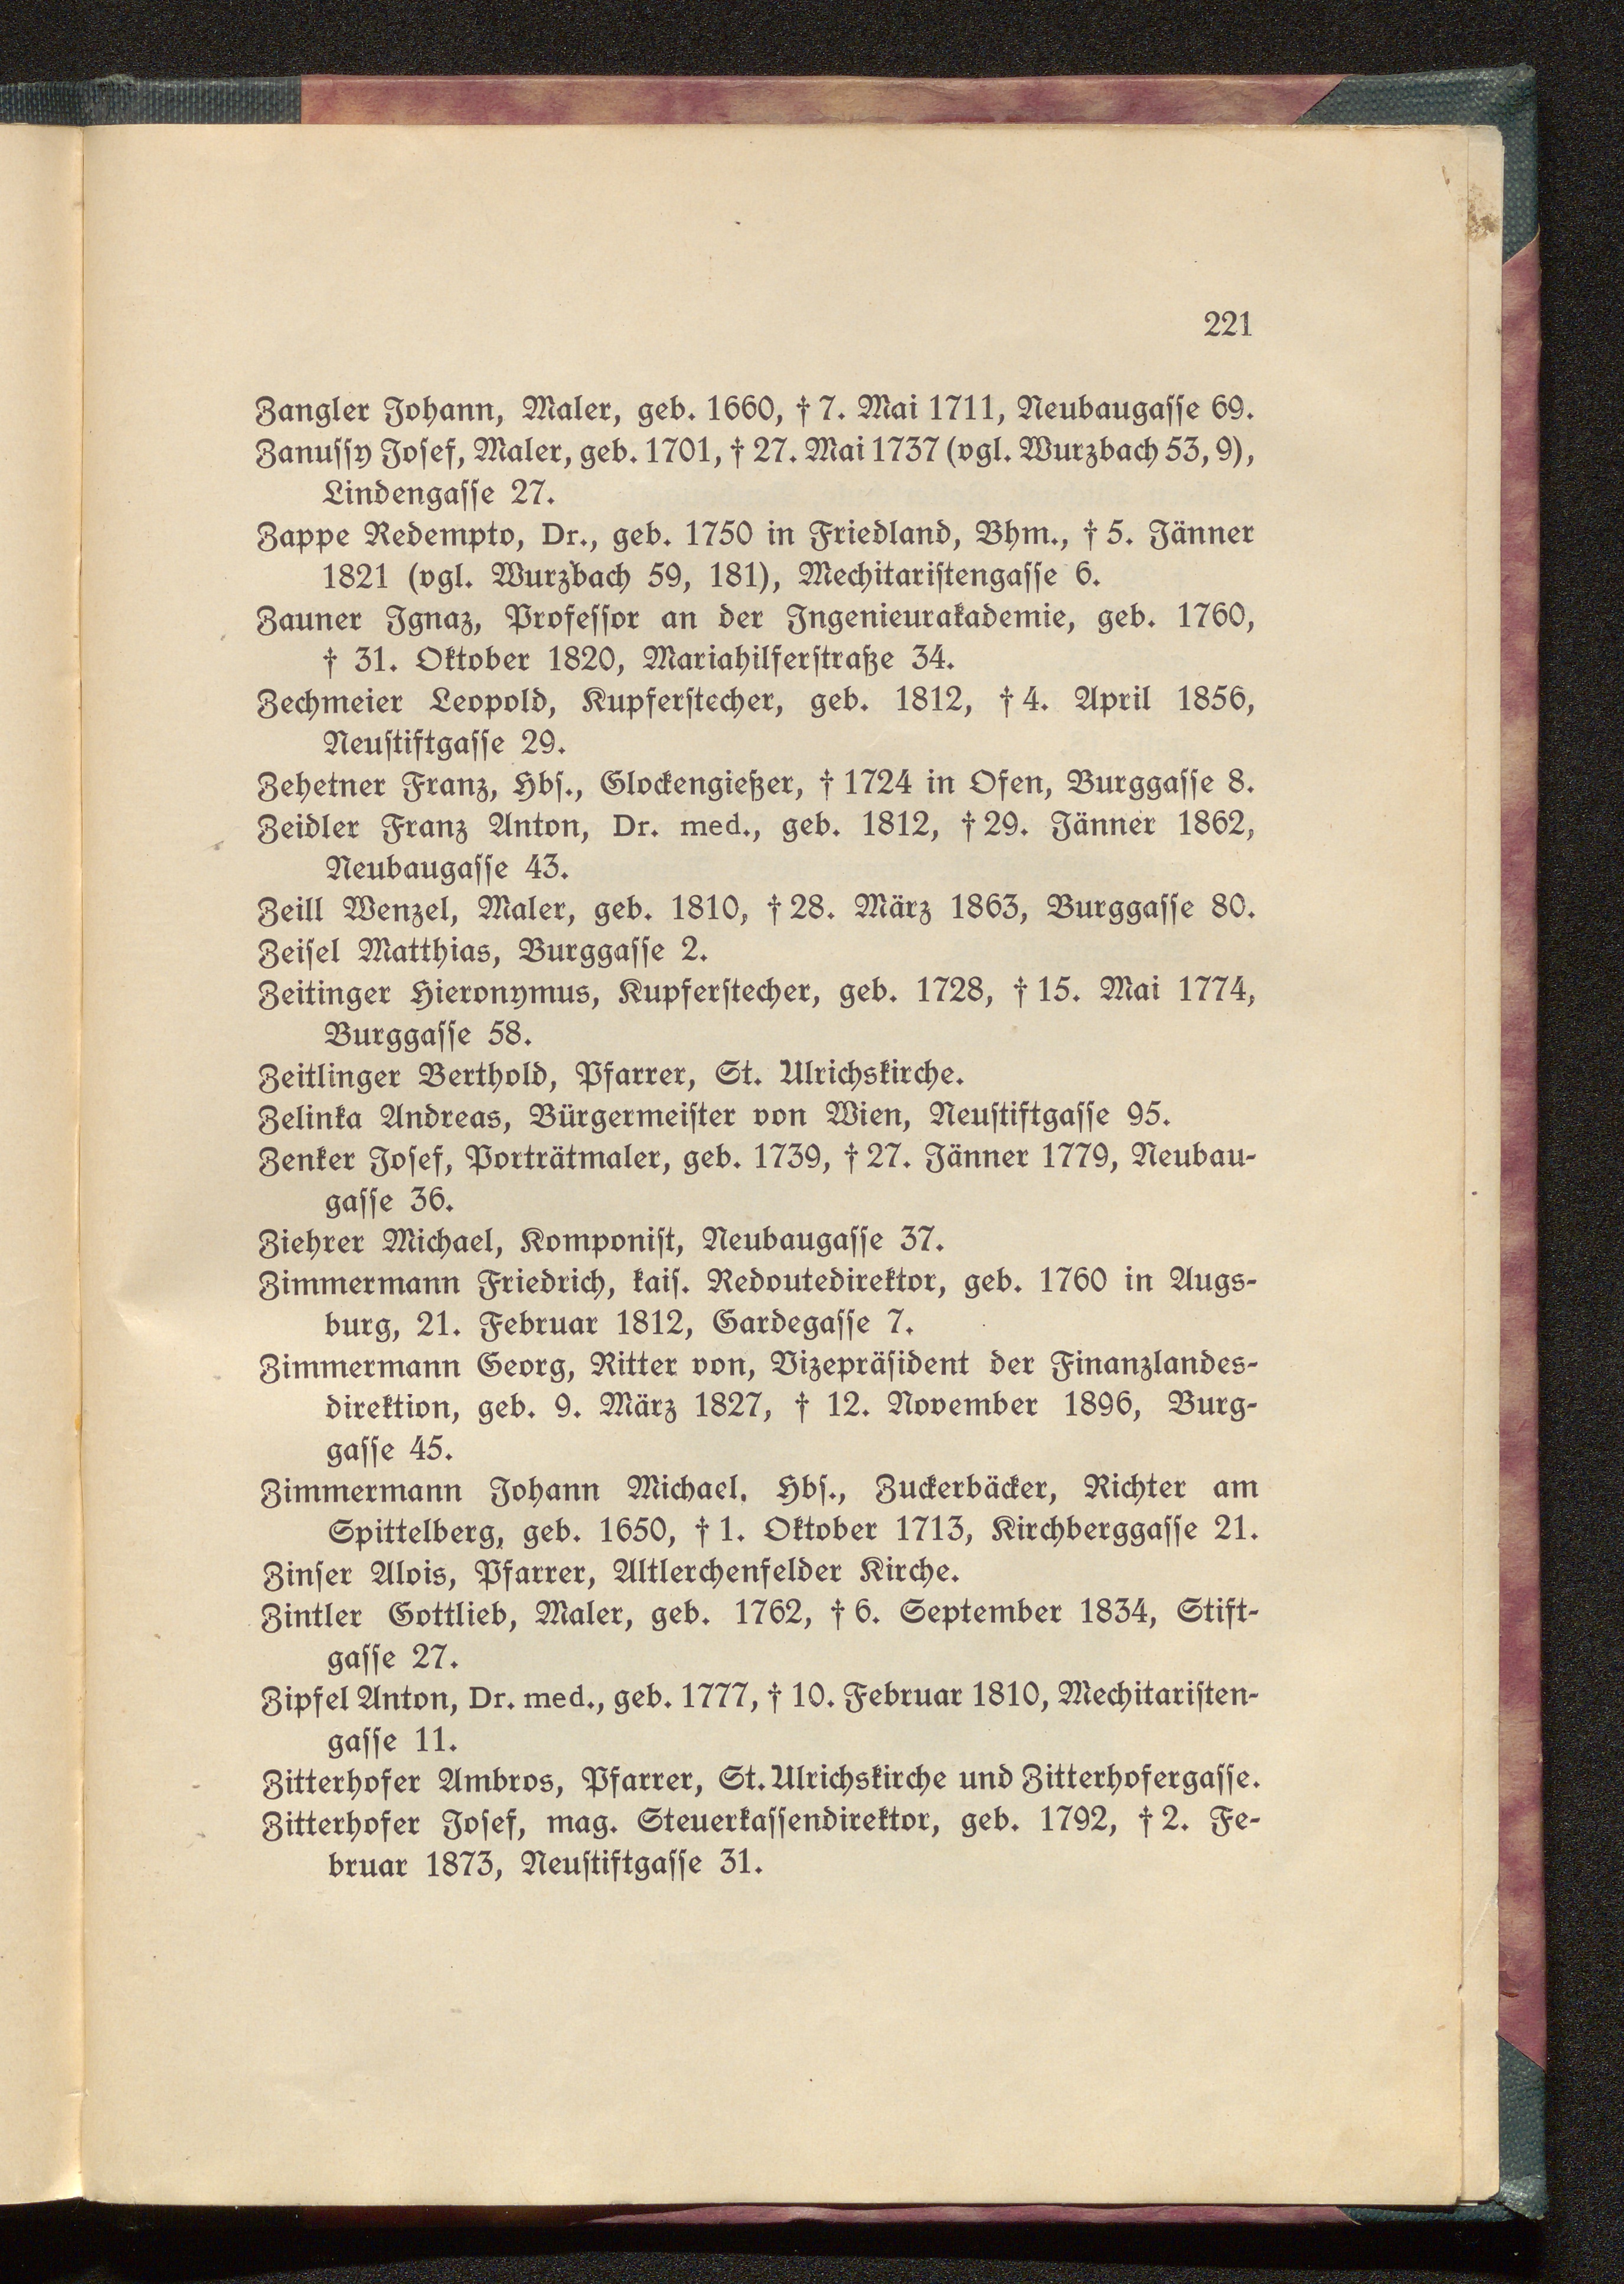 221
Zangler Johann, Maler, geb. 1660, † 7. Mai 1711, Neubaugasse 69.
Zanussy Josef, Maler, geb. 1701, † 27. Mai 1737 (vgl. Wurzbach 53, 9),
Lindengasse 27.
Zappe Redempto, Dr., geb. 1750 in Friedland, Bhm., † 5. Jänner
1821 (vgl. Wurzbach 59, 181), Mechitaristengasse 6.
Zauner Ignaz, Professor an der Ingenieurakademie, geb. 1760,
† 31. Oktober 1820, Mariahilferstraße 34.
Zechmeier Leopold, Kupferstecher, geb. 1812, † 4. April 1856,
Neustiftgasse 29.
Zehetner Franz, Hbs., Glockengießer, † 1724 in Ofen, Burggasse 8.
Zeidler Franz Anton, Dr. med., geb. 1812, † 29. Jänner 1862,
Neubaugasse 43.
Zeill Wenzel, Maler, geb. 1810, † 28. März 1863, Burggasse 80.
Zeisel Matthias, Burggasse 2.
Zeitinger Hieronymus, Kupferstecher, geb. 1728, † 15. Mai 1774,
Burggasse 58.
Zeitlinger Berthold, Pfarrer, St. Ulrichskirche.
Zelinka Andreas, Bürgermeister von Wien, Neustiftgasse 95.
Zenker Josef, Porträtmaler, geb. 1739, † 27. Jänner 1779, Neubau-
gasse 36.
Ziehrer Michael, Komponist, Neubaugasse 37.
Zimmermann Friedrich, kais. Redoutedirektor, geb. 1760 in Augs-
burg, 21. Februar 1812, Gardegasse 7.
Zimmermann Georg, Ritter von, Vizepräsident der Finanzlandes-
direktion, geb. 9. März 1827, † 12. November 1896, Burg-
gasse 45.
Zimmermann Johann Michael. Hbs., Zuckerbäcker, Richter am
Spittelberg, geb. 1650, † 1. Oktober 1713, Kirchberggasse 21.
Zinser Alois, Pfarrer, Altlerchenfelder Kirche.
Zintler Gottlieb, Maler, geb. 1762, † 6. September 1834, Stift-
gasse 27.
Zipfel Anton, Dr. med., geb. 1777, † 10. Februar 1810, Mechitaristen-
gasse 11.
Zitterhofer Ambros, Pfarrer, St. Ulrichskirche und Zitterhofergasse.
Zitterhofer Josef, mag. Steuerkassendirektor, geb. 1792, † 2. Fe-
bruar 1873, Neustiftgasse 31.